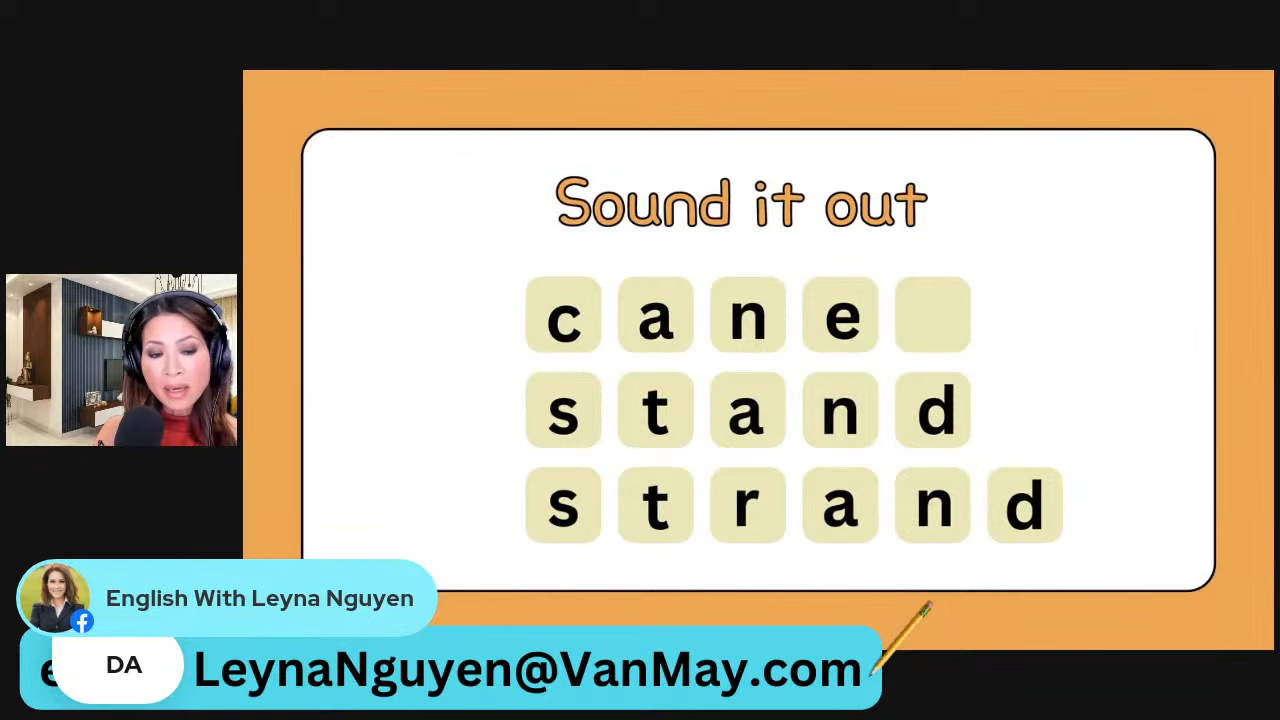 Sound it out
c a n e
s t a n d
s t r a n d
English With Leyna Nguyen
DA
LeynaNguyen@VanMay.com